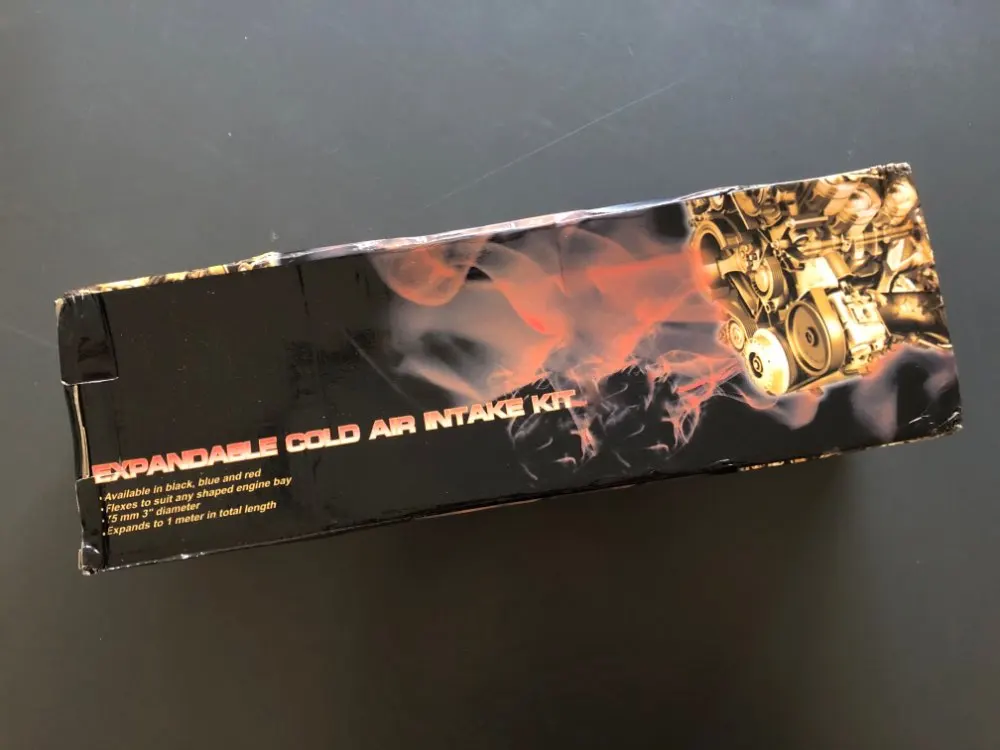 EXPANDABLE COLD AIR INTAKE KIT
Available in black, blue and red
Flexes to suit any shaped engine bay
75 mm 3" diameter
Expands to 1 meter in total length